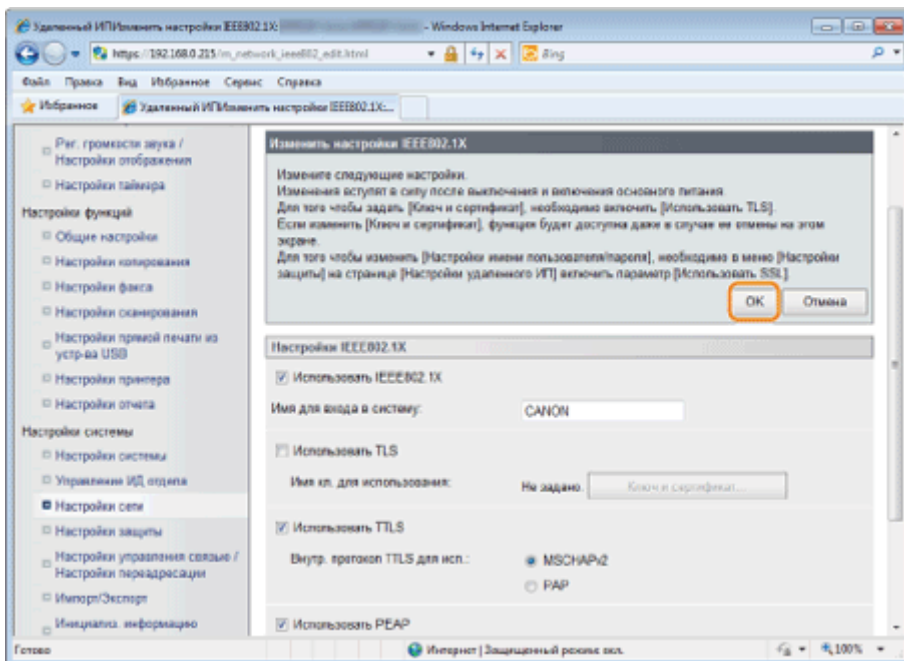 Удаленный ИПИзменить настройки IEEE802.1X: - Windows Internet Explorer
https://192.168.0.215/m_network_ieee802_edit.html
Bing
Файл Правка Вид Избранное Сервис Справка
Избранное
Удаленный ИПИзменить настройки IEEE802.1X:...
Рег. громкости звука /
Настройки отображения
Настройки таймера
Настройки функций
Общие настройки
Настройки копирования
Настройки факса
Настройки сканирования
Настройки прямой печати из
устр-ва USB
Настройки принтера
Настройки отчета
Настройки системы
Настройки системы
Управление ИД отдела
Настройки сети
Настройки защиты
Настройки управления связью /
Настройки переадресации
Импорт/Экспорт
Инициализ. информацию
Изменить настройки IEEE802.1X
Измените следующие настройки.
Изменения вступят в силу после выключения и включения основного питания.
Для того чтобы задать [Ключ и сертификат], необходимо включить [Использовать TLS].
Если изменить [Ключ и сертификат], функция будет доступна даже в случае ее отмены на этом
экране.
Для того чтобы изменить [Настройки имени пользователя/пароля], необходимо в меню [Настройки
защиты] на странице [Настройки удаленного ИП] включить параметр [Использовать SSL].
OK Отмена
Настройки IEEE802.1X
Использовать IEEE802.1X
Имя для входа в систему: CANON
Использовать TLS
Имя кл. для использования: Не задано. Ключ и сертификат...
Использовать TTLS
Внутр. протокол TTLS для исп.: MSCHAPv2
PAP
Использовать PEAP
Готово
Интернет | Защищенный режим: вкл.
100%